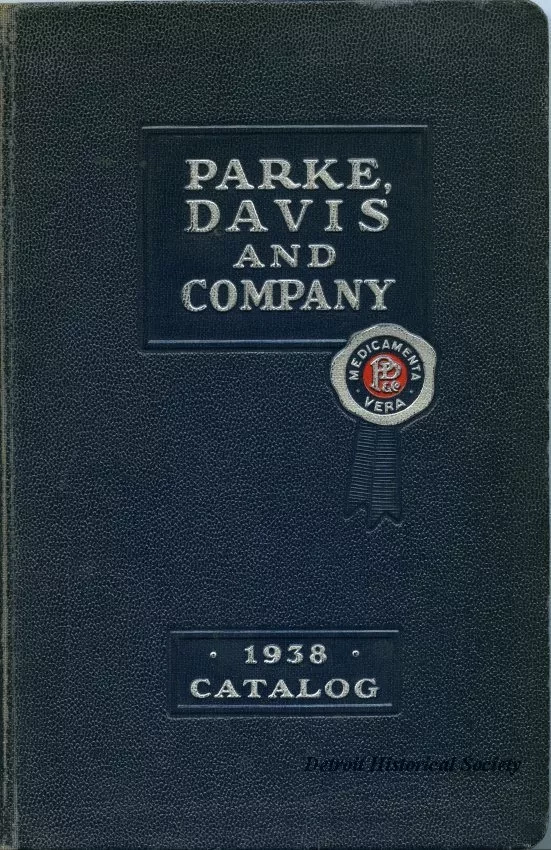 PARKE,
DAVIS
AND
COMPANY
MEDICAMENTA
PD
&Co
VERA
· 1938 ·
CATALOG
Detroit Historical Society